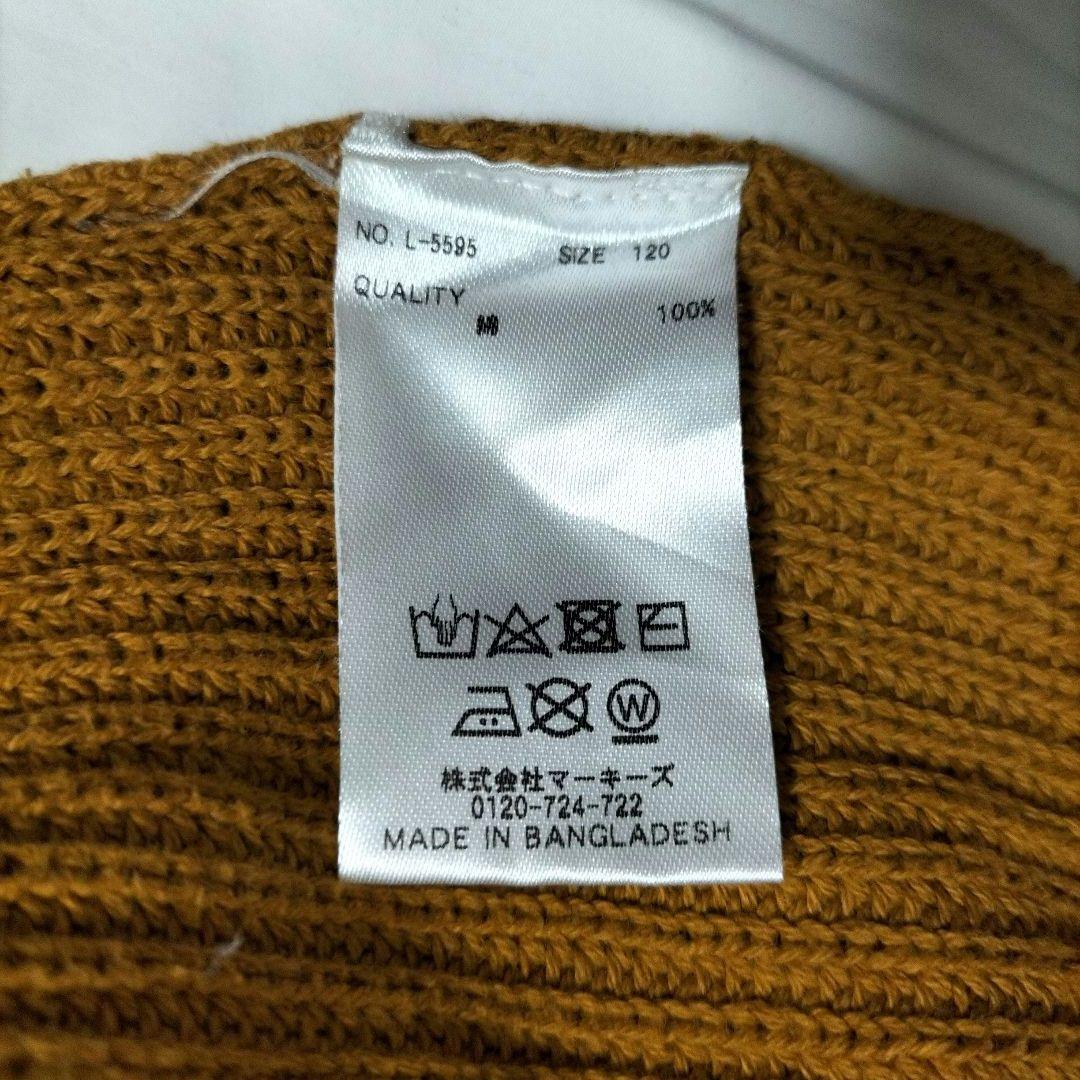 NO. L-5595 SIZE 120
QUALITY
綿 100%
W
株式会社マーキーズ
0120-724-722
MADE IN BANGLADESH